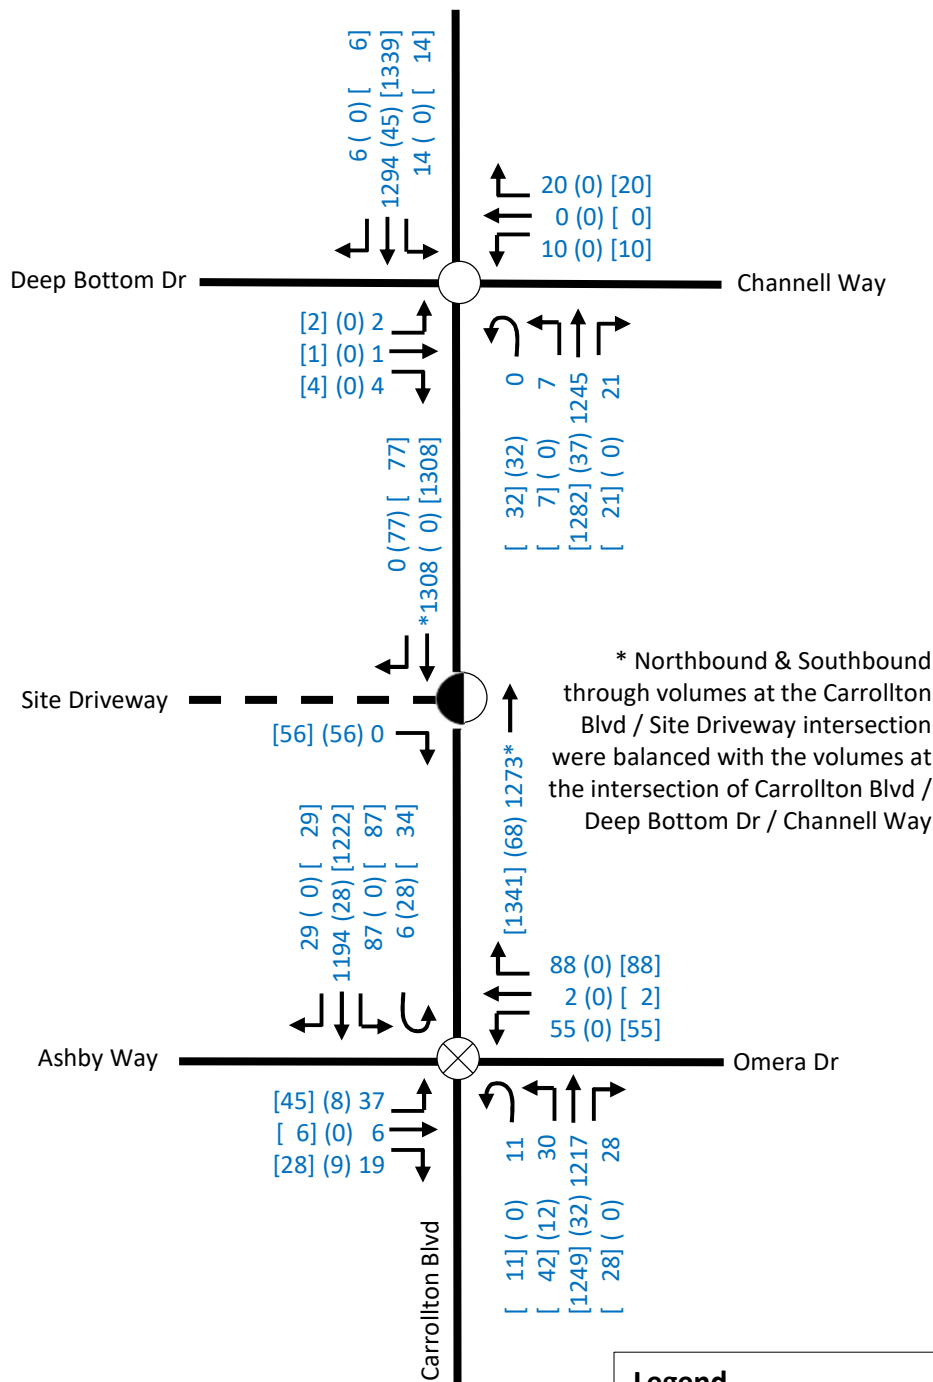 6 ( 0) [ 6]
1294 (45) [1339]
14 ( 0) [ 14]
20 (0) [20]
0 (0) [ 0]
10 (0) [10]
Deep Bottom Dr
Channell Way
[2] (0) 2
[1] (0) 1
[4] (0) 4
[ 32] (32) 0
[ 7] ( 0) 7
[1282] (37) 1245
[ 21] ( 0) 21
0 (77) [ 77]
*1308 ( 0) [1308]
Site Driveway
[56] (56) 0
* Northbound & Southbound
through volumes at the Carrollton
Blvd / Site Driveway intersection
were balanced with the volumes at
the intersection of Carrollton Blvd /
Deep Bottom Dr / Channell Way
[1341] (68) 1273*
29 ( 0) [ 29]
1194 (28) [1222]
87 ( 0) [ 87]
6 (28) [ 34]
88 (0) [88]
2 (0) [ 2]
55 (0) [55]
Ashby Way
Omera Dr
[45] (8) 37
[ 6] (0) 6
[28] (9) 19
[ 11] ( 0) 11
[ 42] (12) 30
[1249] (32) 1217
[ 28] ( 0) 28
Carrollton Blvd
Legend